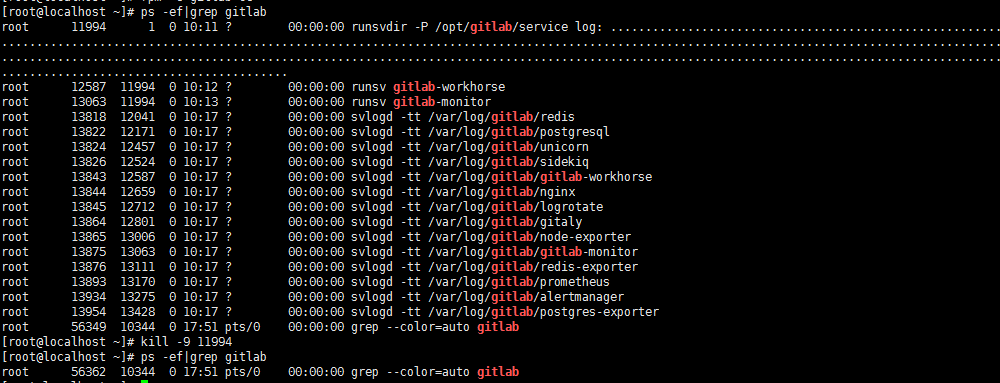 [root@localhost ~]# ps -ef|grep gitlab
root      11994      1  0 10:11 ?        00:00:00 runsvdir -P /opt/gitlab/service log: ........................................................
...............................................................................................................................................
...............................................................................................................................................
.........................................
root      12587  11994  0 10:12 ?        00:00:00 runsv gitlab-workhorse
root      13063  11994  0 10:13 ?        00:00:00 runsv gitlab-monitor
root      13818  12041  0 10:17 ?        00:00:00 svlogd -tt /var/log/gitlab/redis
root      13822  12171  0 10:17 ?        00:00:00 svlogd -tt /var/log/gitlab/postgresql
root      13824  12457  0 10:17 ?        00:00:00 svlogd -tt /var/log/gitlab/unicorn
root      13826  12524  0 10:17 ?        00:00:00 svlogd -tt /var/log/gitlab/sidekiq
root      13843  12587  0 10:17 ?        00:00:00 svlogd -tt /var/log/gitlab/gitlab-workhorse
root      13844  12659  0 10:17 ?        00:00:00 svlogd -tt /var/log/gitlab/nginx
root      13845  12712  0 10:17 ?        00:00:00 svlogd -tt /var/log/gitlab/logrotate
root      13864  12801  0 10:17 ?        00:00:00 svlogd -tt /var/log/gitlab/gitaly
root      13865  13006  0 10:17 ?        00:00:00 svlogd -tt /var/log/gitlab/node-exporter
root      13875  13063  0 10:17 ?        00:00:00 svlogd -tt /var/log/gitlab/gitlab-monitor
root      13876  13111  0 10:17 ?        00:00:00 svlogd -tt /var/log/gitlab/redis-exporter
root      13893  13170  0 10:17 ?        00:00:00 svlogd -tt /var/log/gitlab/prometheus
root      13934  13275  0 10:17 ?        00:00:00 svlogd -tt /var/log/gitlab/alertmanager
root      13954  13428  0 10:17 ?        00:00:00 svlogd -tt /var/log/gitlab/postgres-exporter
root      56349  10344  0 17:51 pts/0    00:00:00 grep --color=auto gitlab
[root@localhost ~]# kill -9 11994
[root@localhost ~]# ps -ef|grep gitlab
root      56362  10344  0 17:51 pts/0    00:00:00 grep --color=auto gitlab